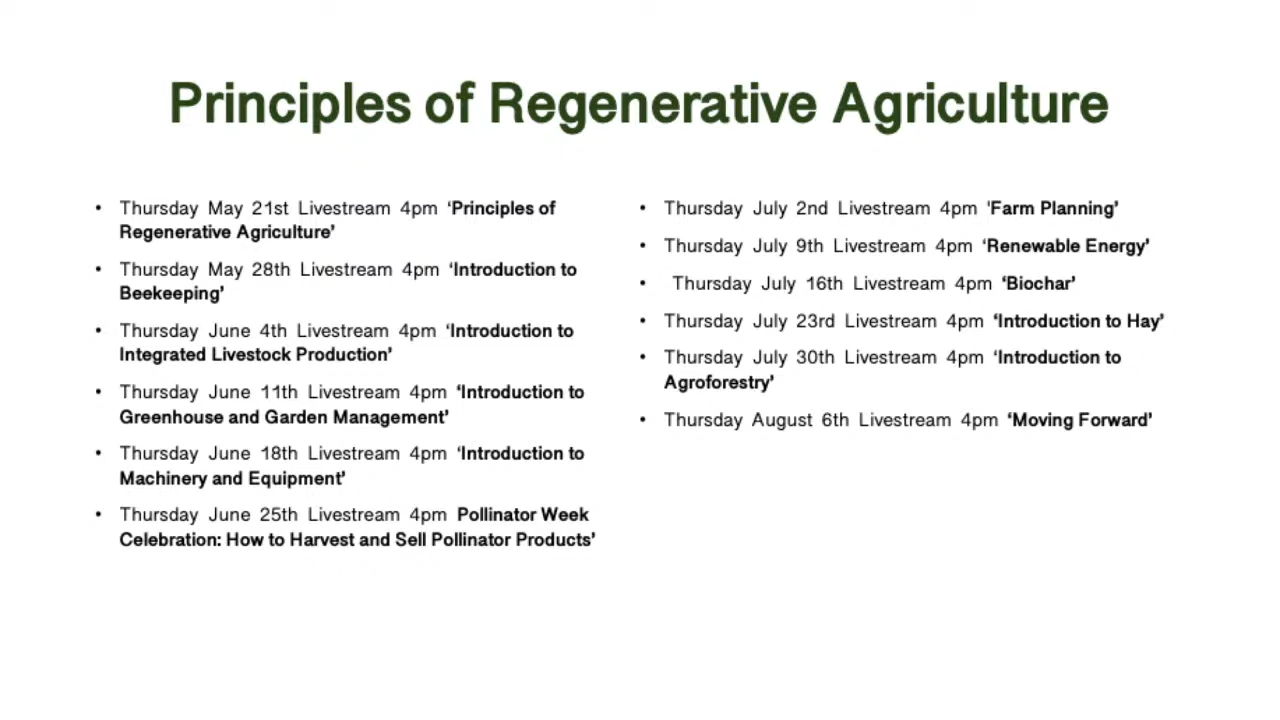 Principles of Regenerative Agriculture
• Thursday May 21st Livestream 4pm ‘Principles of
Regenerative Agriculture’
• Thursday May 28th Livestream 4pm ‘Introduction to
Beekeeping’
• Thursday June 4th Livestream 4pm ‘Introduction to
Integrated Livestock Production’
• Thursday June 11th Livestream 4pm ‘Introduction to
Greenhouse and Garden Management’
• Thursday June 18th Livestream 4pm ‘Introduction to
Machinery and Equipment’
• Thursday June 25th Livestream 4pm Pollinator Week
Celebration: How to Harvest and Sell Pollinator Products’
• Thursday July 2nd Livestream 4pm 'Farm Planning’
• Thursday July 9th Livestream 4pm ‘Renewable Energy’
• Thursday July 16th Livestream 4pm ‘Biochar’
• Thursday July 23rd Livestream 4pm ‘Introduction to Hay’
• Thursday July 30th Livestream 4pm ‘Introduction to
Agroforestry’
• Thursday August 6th Livestream 4pm ‘Moving Forward’